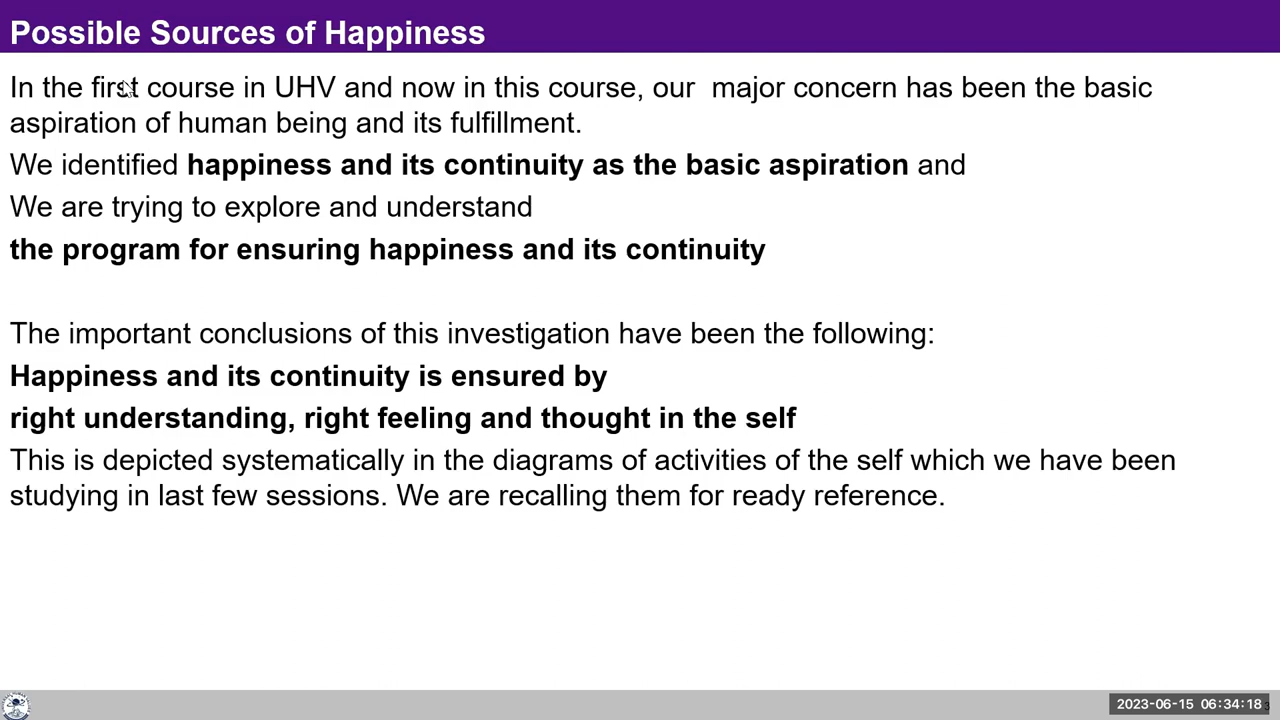 Possible Sources of Happiness
In the first course in UHV and now in this course, our  major concern has been the basic
aspiration of human being and its fulfillment.
We identified happiness and its continuity as the basic aspiration and
We are trying to explore and understand
the program for ensuring happiness and its continuity
The important conclusions of this investigation have been the following:
Happiness and its continuity is ensured by
right understanding, right feeling and thought in the self
This is depicted systematically in the diagrams of activities of the self which we have been
studying in last few sessions. We are recalling them for ready reference.
2023-06-15 06:34:18